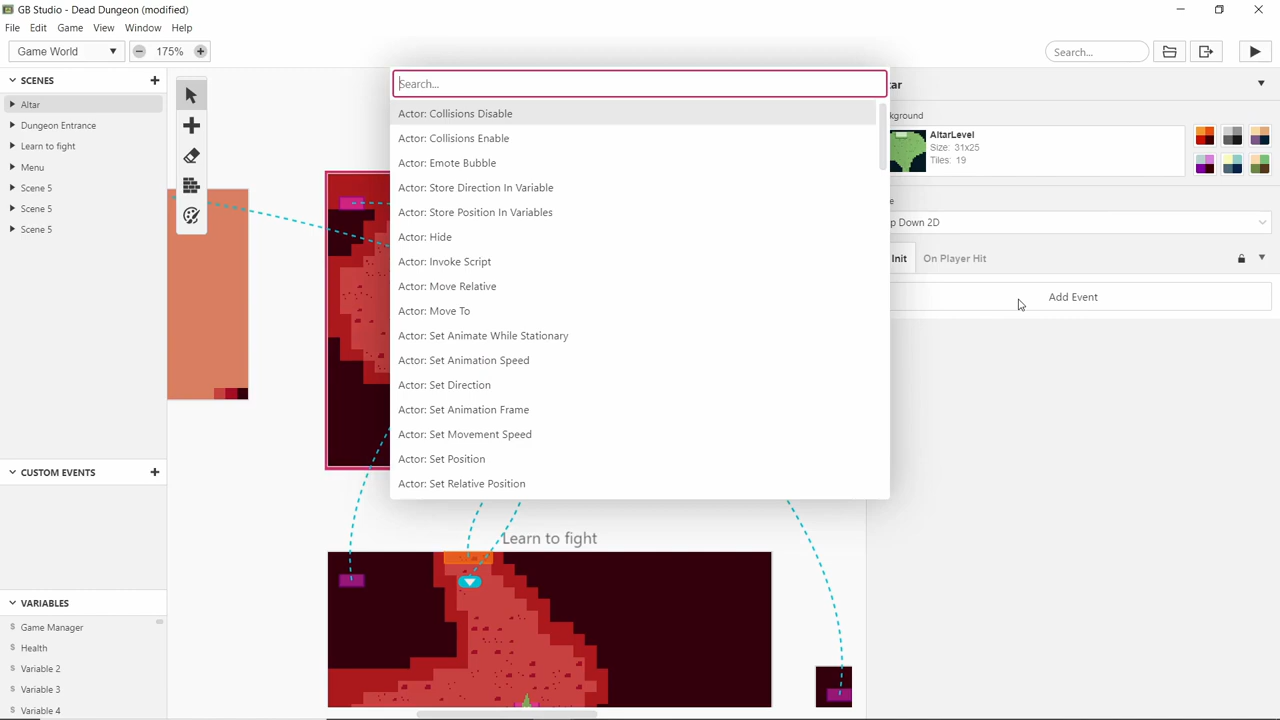 GB Studio - Dead Dungeon (modified)
File Edit Game View Window Help
Game World 175% Search...
SCENES
Altar
Dungeon Entrance
Learn to fight
Menu
Scene 5
Scene 5
Scene 5
CUSTOM EVENTS
VARIABLES
S Game Manager
S Health
S Variable 2
S Variable 3
S Variable 4
Search...
Actor: Collisions Disable
Actor: Collisions Enable
Actor: Emote Bubble
Actor: Store Direction In Variable
Actor: Store Position In Variables
Actor: Hide
Actor: Invoke Script
Actor: Move Relative
Actor: Move To
Actor: Set Animate While Stationary
Actor: Set Animation Speed
Actor: Set Direction
Actor: Set Animation Frame
Actor: Set Movement Speed
Actor: Set Position
Actor: Set Relative Position
Learn to fight
tar
kground
AltarLevel
Size: 31x25
Tiles: 19
e
p Down 2D
Init On Player Hit
Add Event